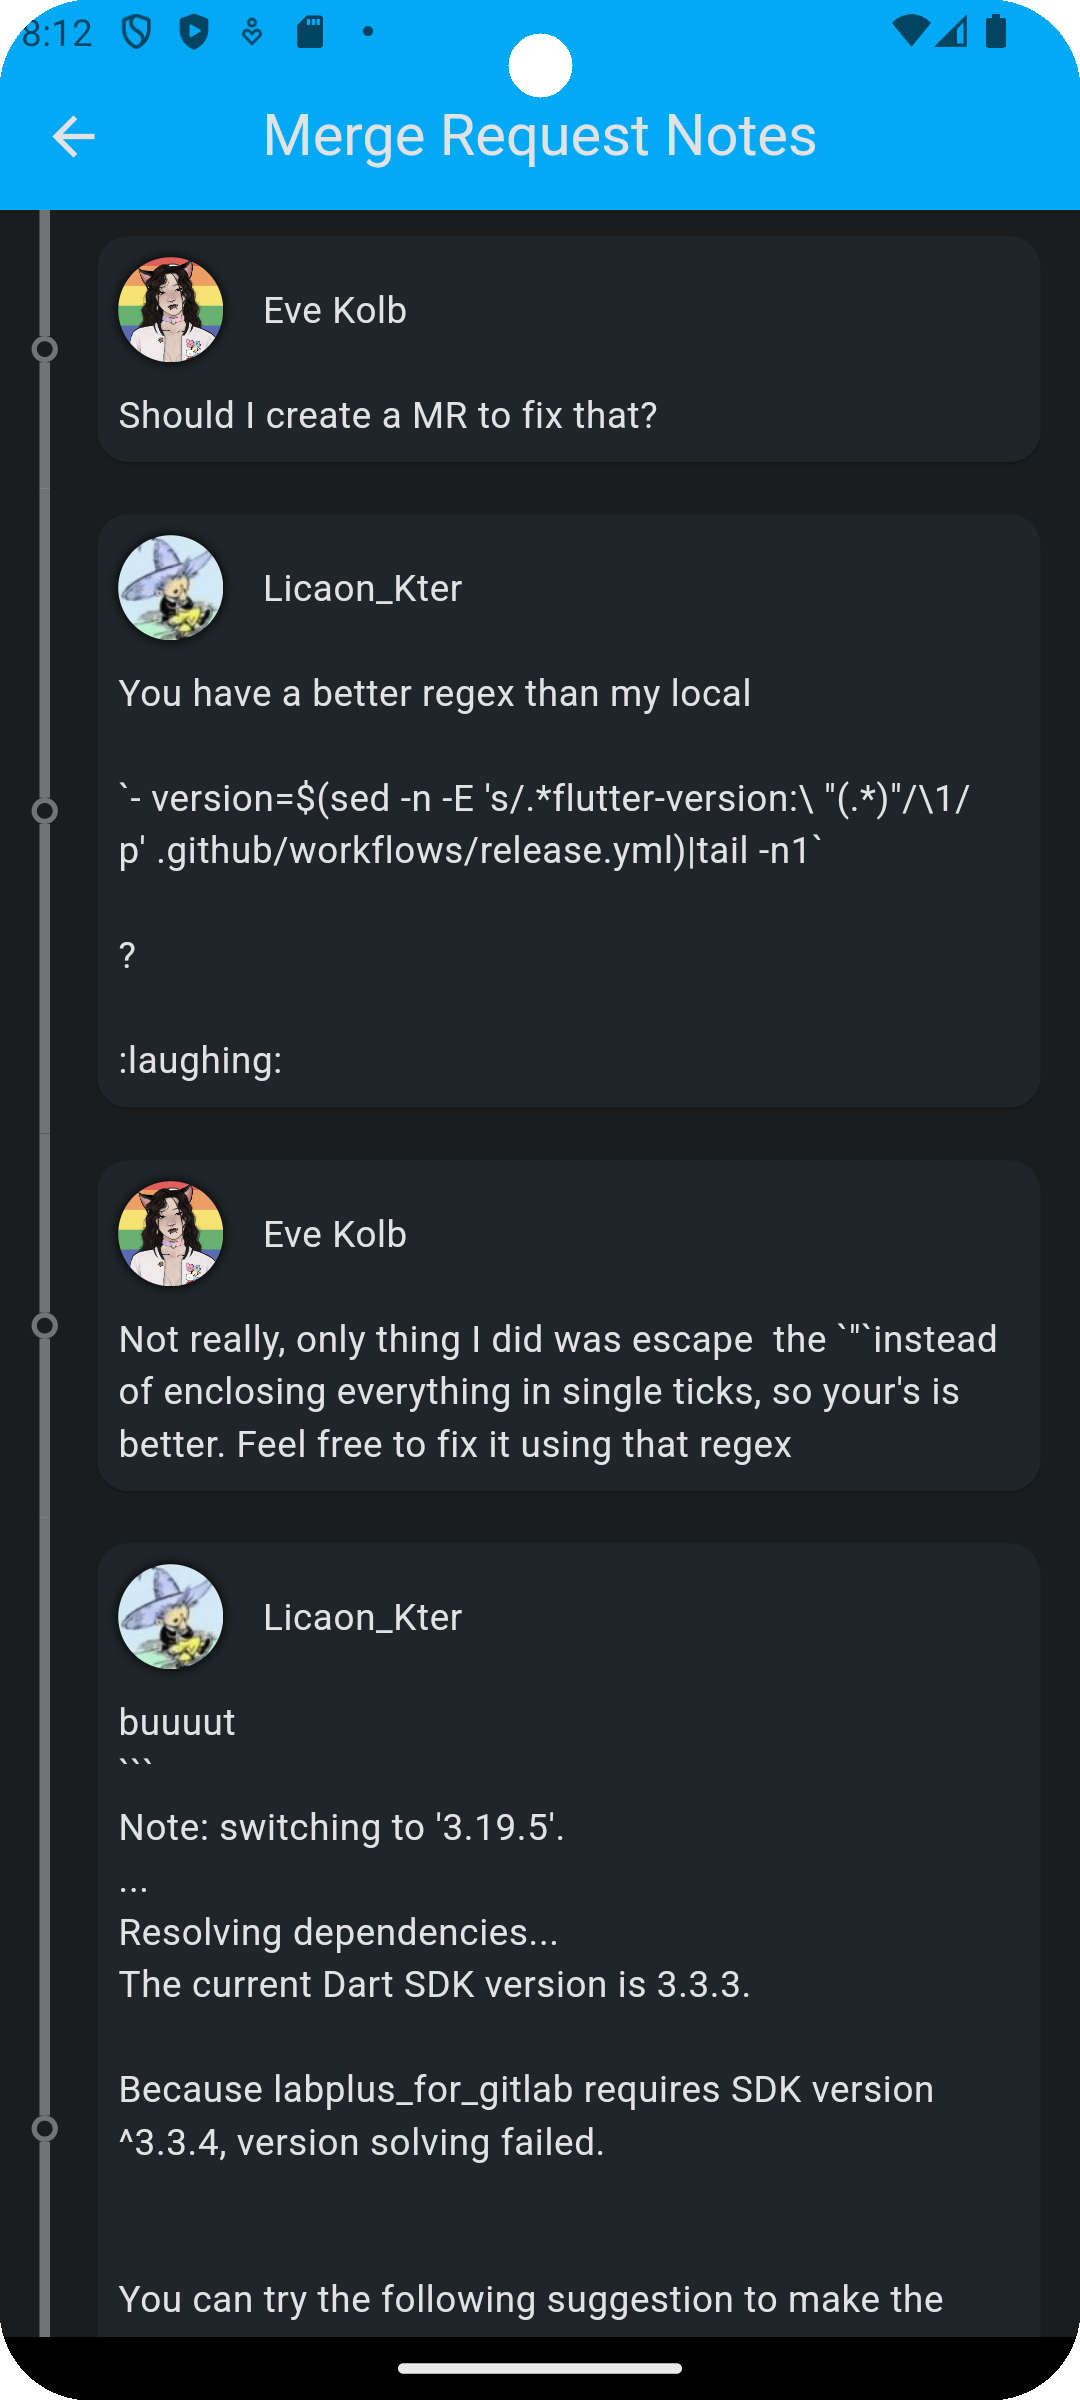 8:12
Merge Request Notes
Eve Kolb
Should I create a MR to fix that?
Licaon_Kter
You have a better regex than my local
`- version=$(sed -n -E 's/.*flutter-version:\ "(.*)"/\1/
p' .github/workflows/release.yml)|tail -n1`
?
:laughing:
Eve Kolb
Not really, only thing I did was escape  the `"`instead
of enclosing everything in single ticks, so your's is
better. Feel free to fix it using that regex
Licaon_Kter
buuuut
```
Note: switching to '3.19.5'.
...
Resolving dependencies...
The current Dart SDK version is 3.3.3.
Because labplus_for_gitlab requires SDK version
^3.3.4, version solving failed.
You can try the following suggestion to make the